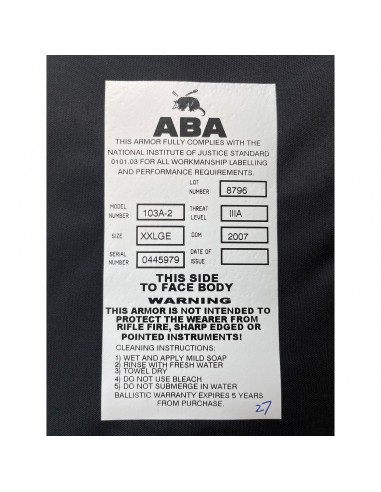 ABA
THIS ARMOR FULLY COMPLIES WITH THE
NATIONAL INSTITUTE OF JUSTICE STANDARD
0101.03 FOR ALL WORKMANSHIP LABELLING
AND PERFORMANCE REQUIREMENTS.
LOT NUMBER 8796
MODEL NUMBER 103A-2 THREAT LEVEL IIIA
SIZE XXLGE DOM 2007
SERIAL NUMBER 0445979 DATE OF ISSUE
THIS SIDE
TO FACE BODY
WARNING
THIS ARMOR IS NOT INTENDED TO
PROTECT THE WEARER FROM
RIFLE FIRE, SHARP EDGED OR
POINTED INSTRUMENTS!
CLEANING INSTRUCTIONS:
1) WET AND APPLY MILD SOAP
2) RINSE WITH FRESH WATER
3) TOWEL DRY
4) DO NOT USE BLEACH
5) DO NOT SUBMERGE IN WATER
BALLISTIC WARRANTY EXPIRES 5 YEARS
FROM PURCHASE.
27